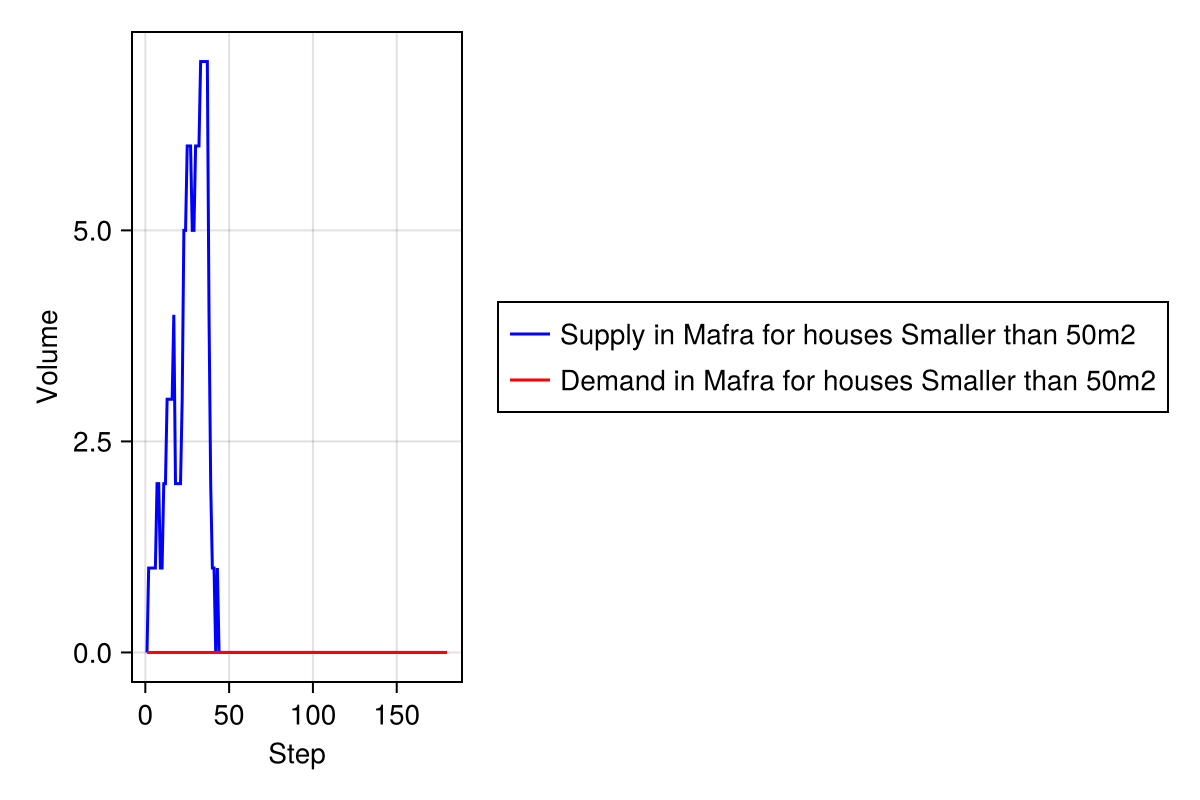 Volume
5.0
2.5
0.0
0 50 100 150
Step
Supply in Mafra for houses Smaller than 50m2
Demand in Mafra for houses Smaller than 50m2